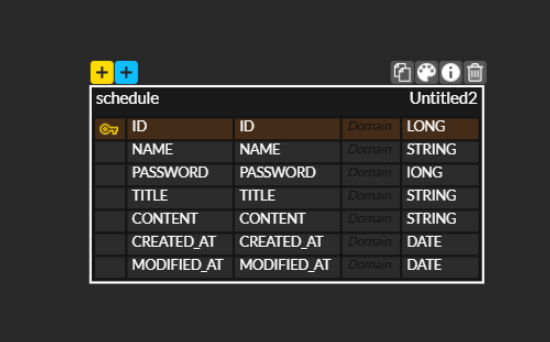 schedule Untitled2
ID ID Domain LONG
NAME NAME Domain STRING
PASSWORD PASSWORD Domain lONG
TITLE TITLE Domain STRING
CONTENT CONTENT Domain STRING
CREATED_AT CREATED_AT Domain DATE
MODIFIED_AT MODIFIED_AT Domain DATE